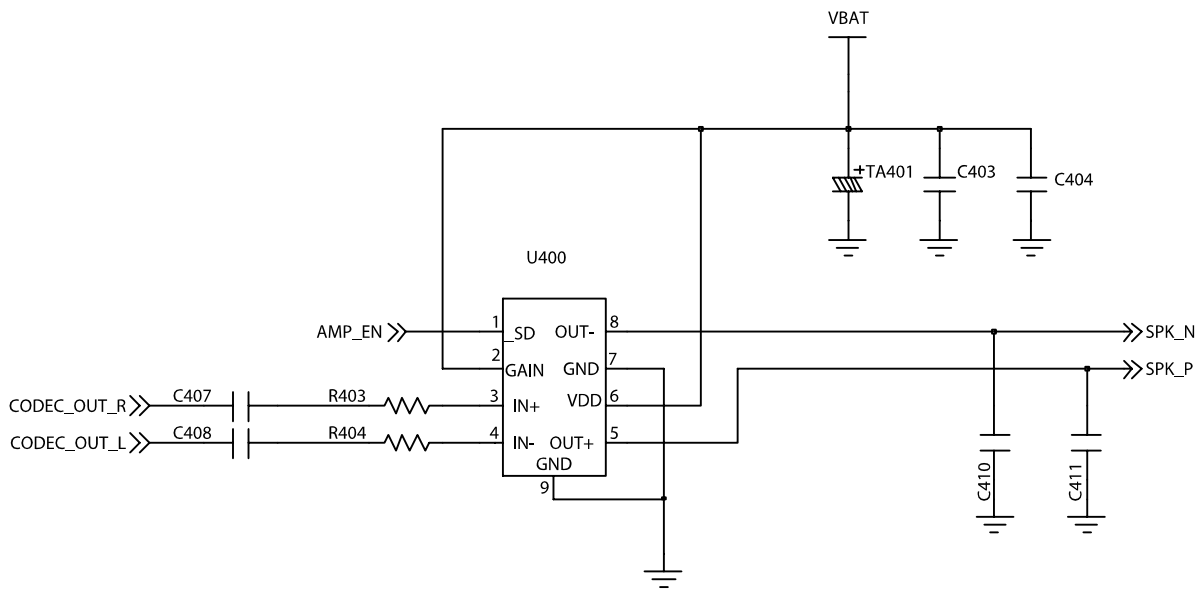 VBAT
+TA401
C403
C404
U400
AMP_EN
1
_SD
OUT-
8
SPK_N
2
GAIN
GND
7
SPK_P
CODEC_OUT_R
C407
R403
3
IN+
VDD
6
CODEC_OUT_L
C408
R404
4
IN-
OUT+
5
GND
9
C410
C411